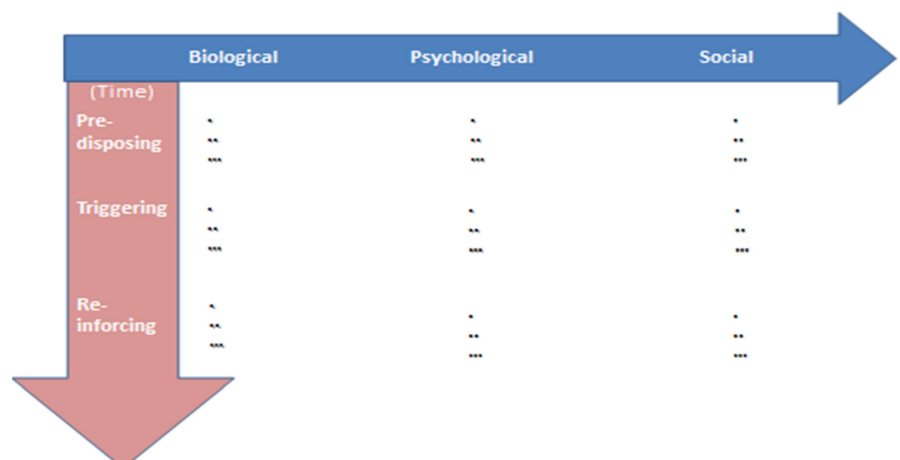 Biological Psychological Social
(Time)
Pre-
disposing
. . .
.. .. ..
... ... ...
Triggering
. . .
.. .. ..
... ... ...
Re-
inforcing
. . .
.. .. ..
... ... ...